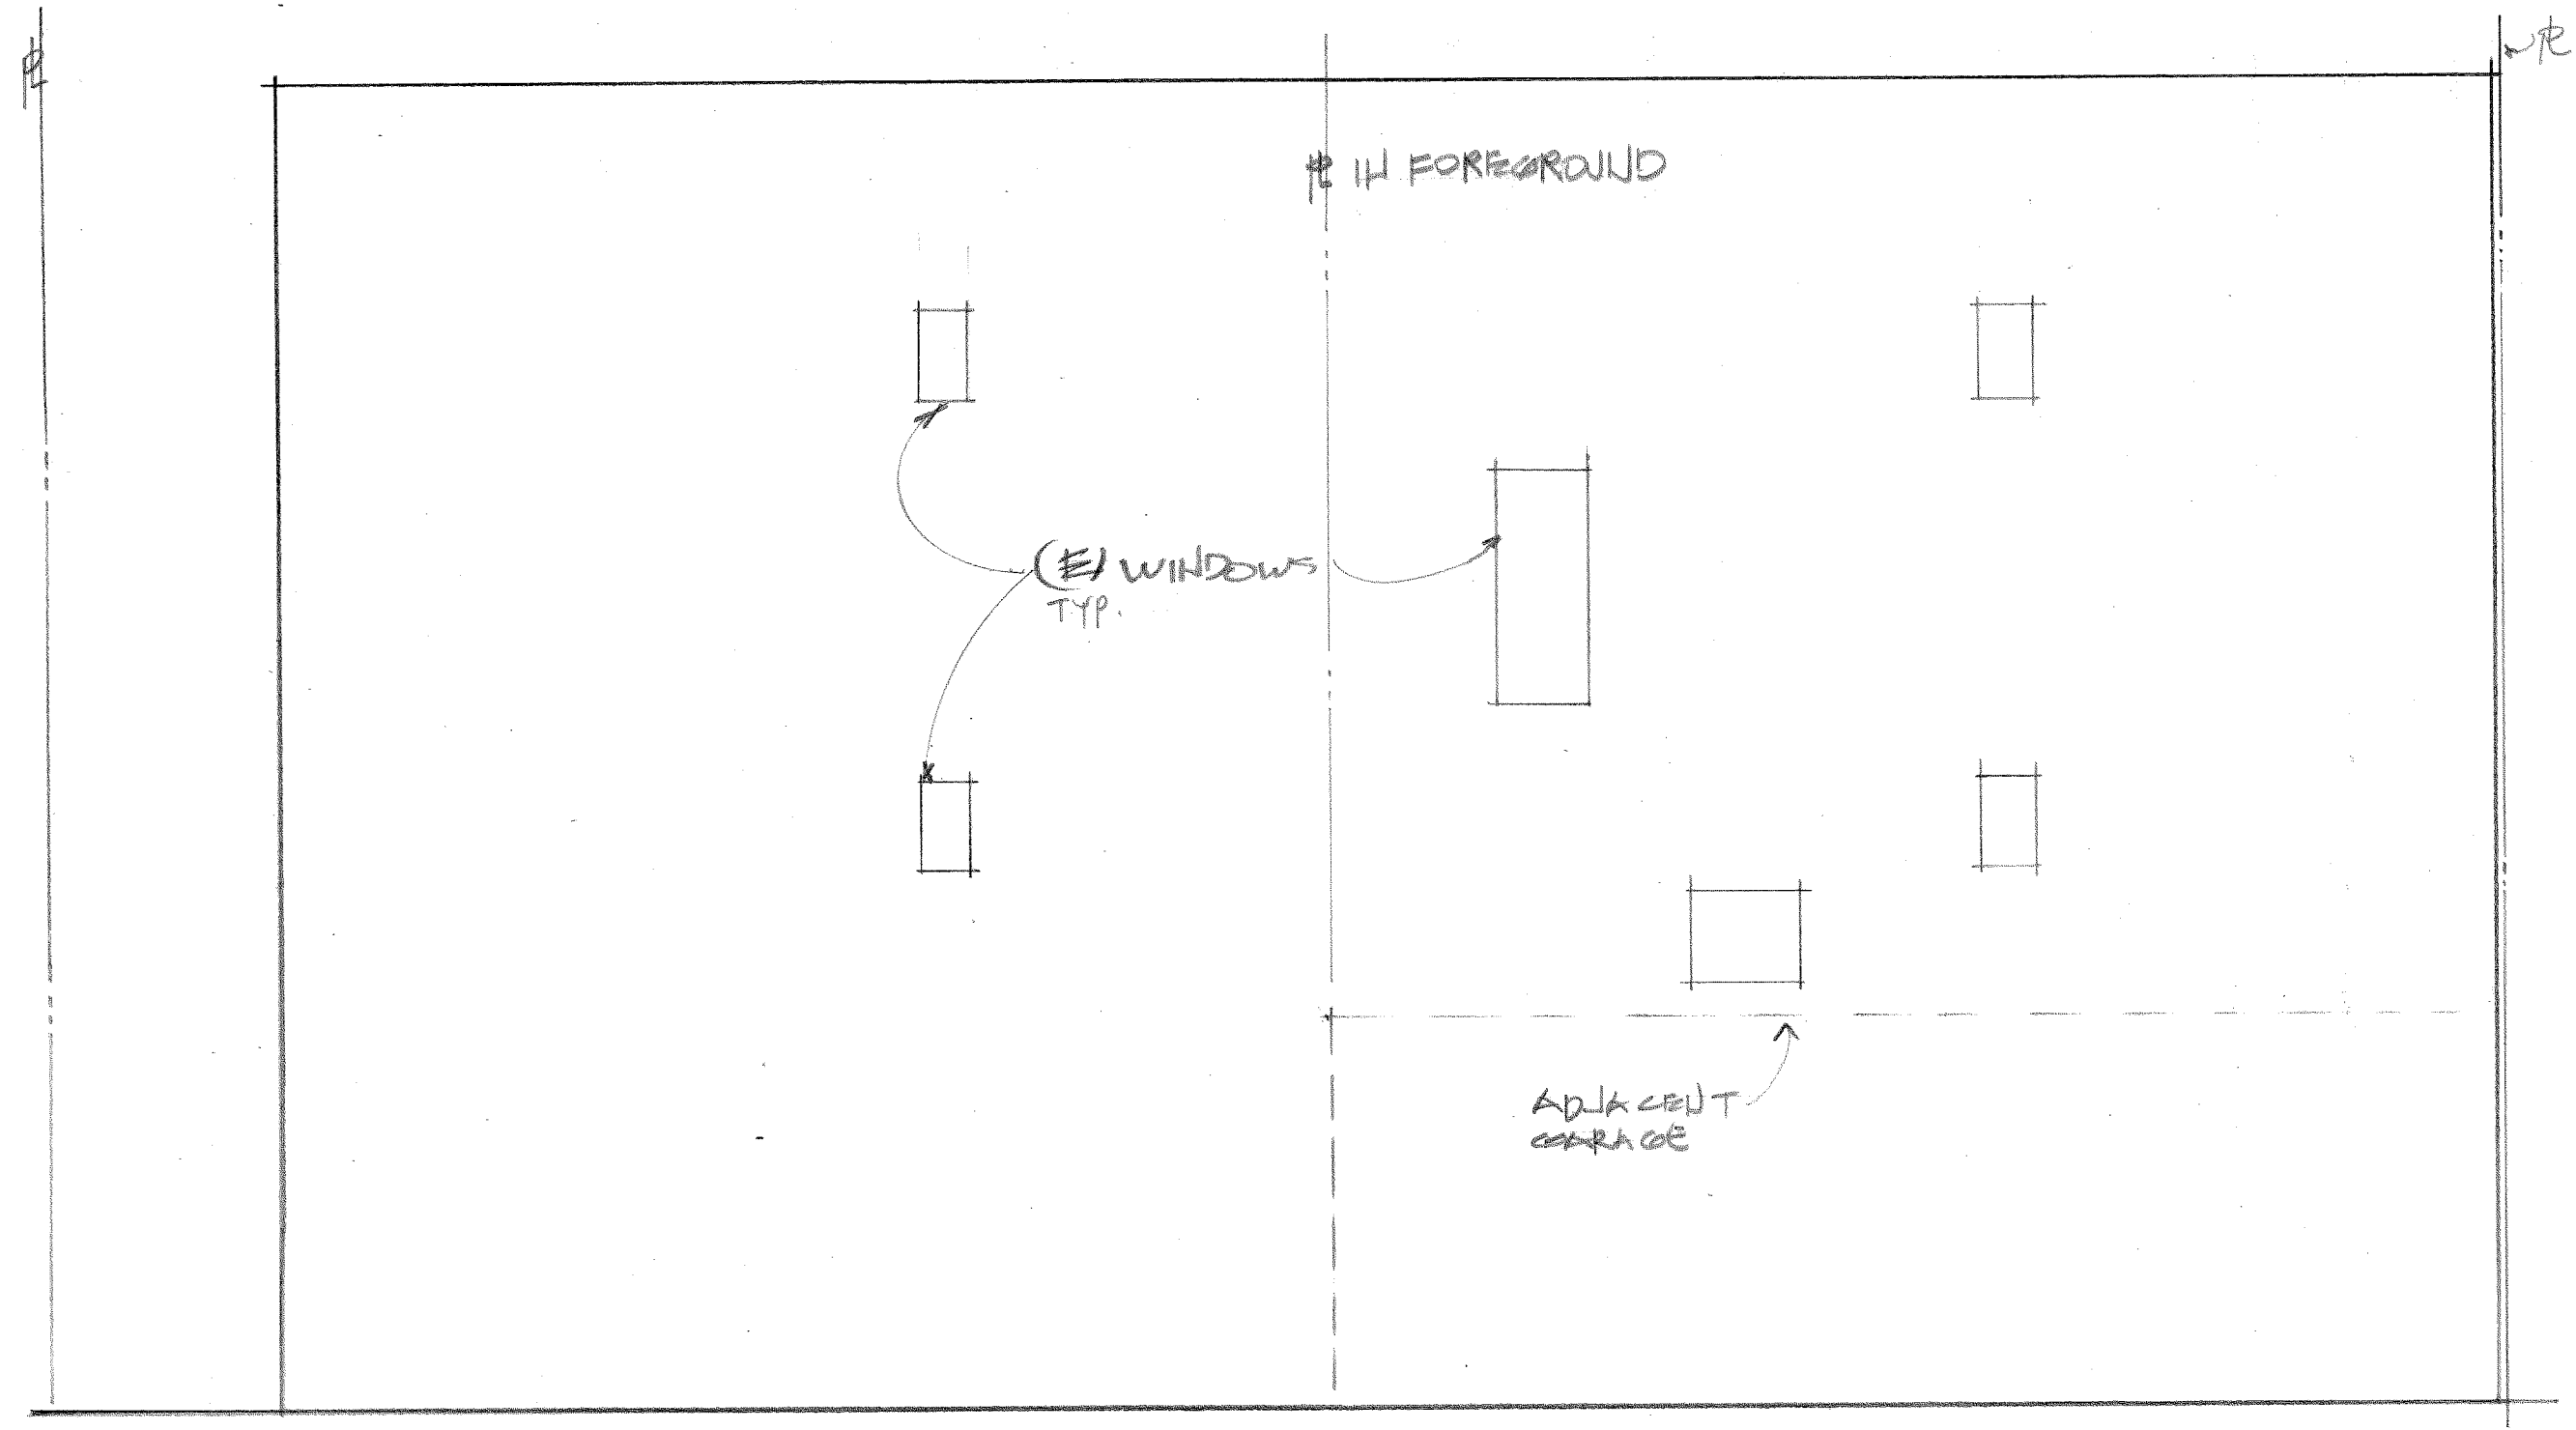 ℄
℄
℄ IN FOREGROUND
(E) WINDOWS
TYP.
ADJACENT
GARAGE